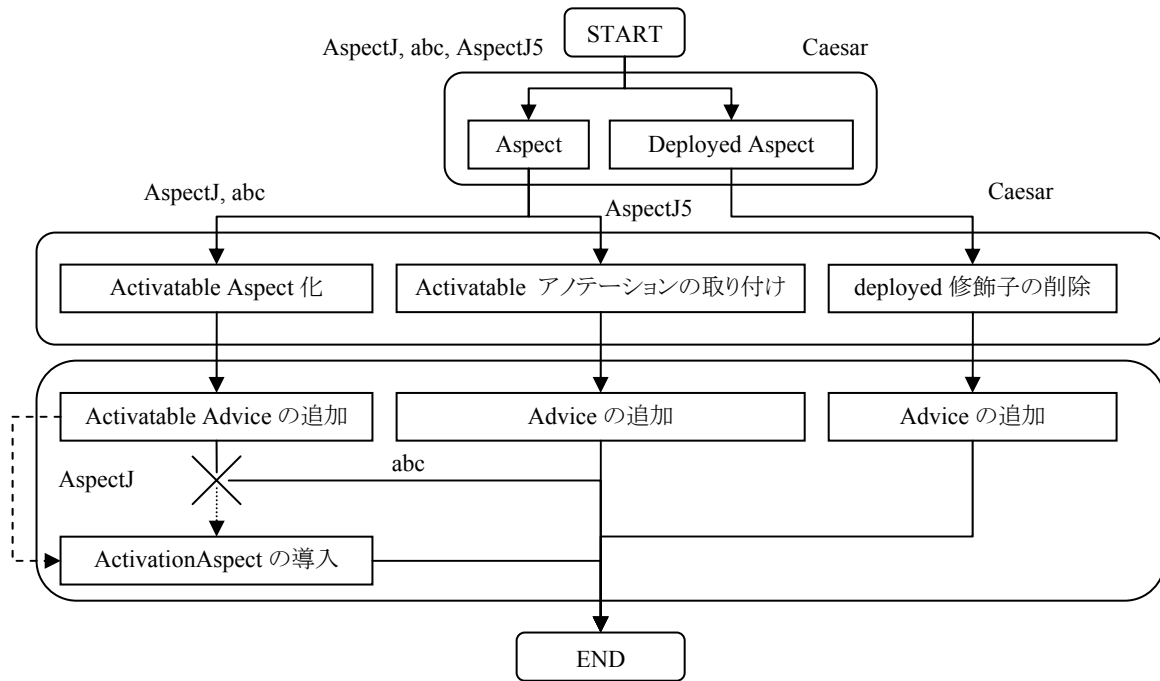 START
AspectJ, abc, AspectJ5
Caesar
Aspect
Deployed Aspect
AspectJ, abc
AspectJ5
Caesar
Activatable Aspect 化
Activatable アノテーションの取り付け
deployed 修飾子の削除
Activatable Advice の追加
Advice の追加
Advice の追加
AspectJ
abc
ActivationAspect の導入
END